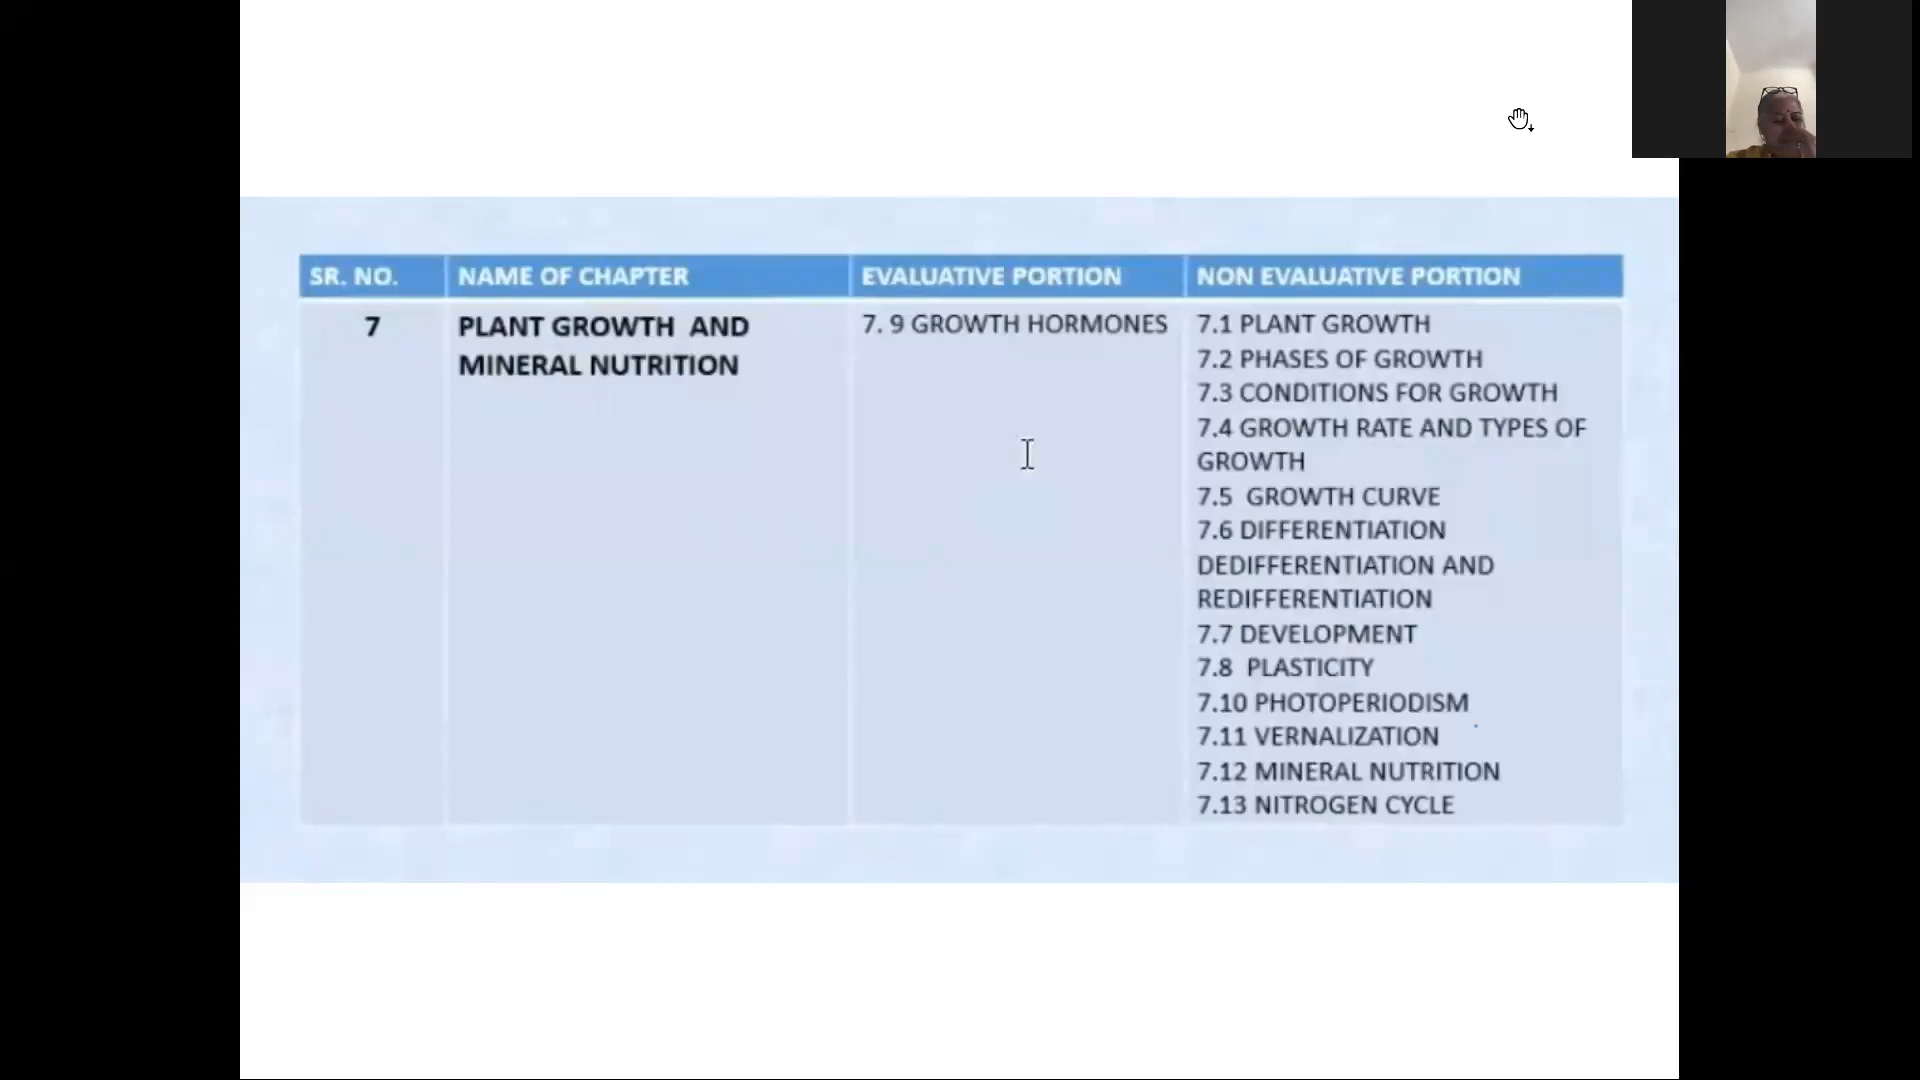 SR. NO. NAME OF CHAPTER EVALUATIVE PORTION NON EVALUATIVE PORTION
7 PLANT GROWTH AND
MINERAL NUTRITION
7. 9 GROWTH HORMONES
7.1 PLANT GROWTH
7.2 PHASES OF GROWTH
7.3 CONDITIONS FOR GROWTH
7.4 GROWTH RATE AND TYPES OF
GROWTH
7.5 GROWTH CURVE
7.6 DIFFERENTIATION
DEDIFFERENTIATION AND
REDIFFERENTIATION
7.7 DEVELOPMENT
7.8 PLASTICITY
7.10 PHOTOPERIODISM
7.11 VERNALIZATION
7.12 MINERAL NUTRITION
7.13 NITROGEN CYCLE